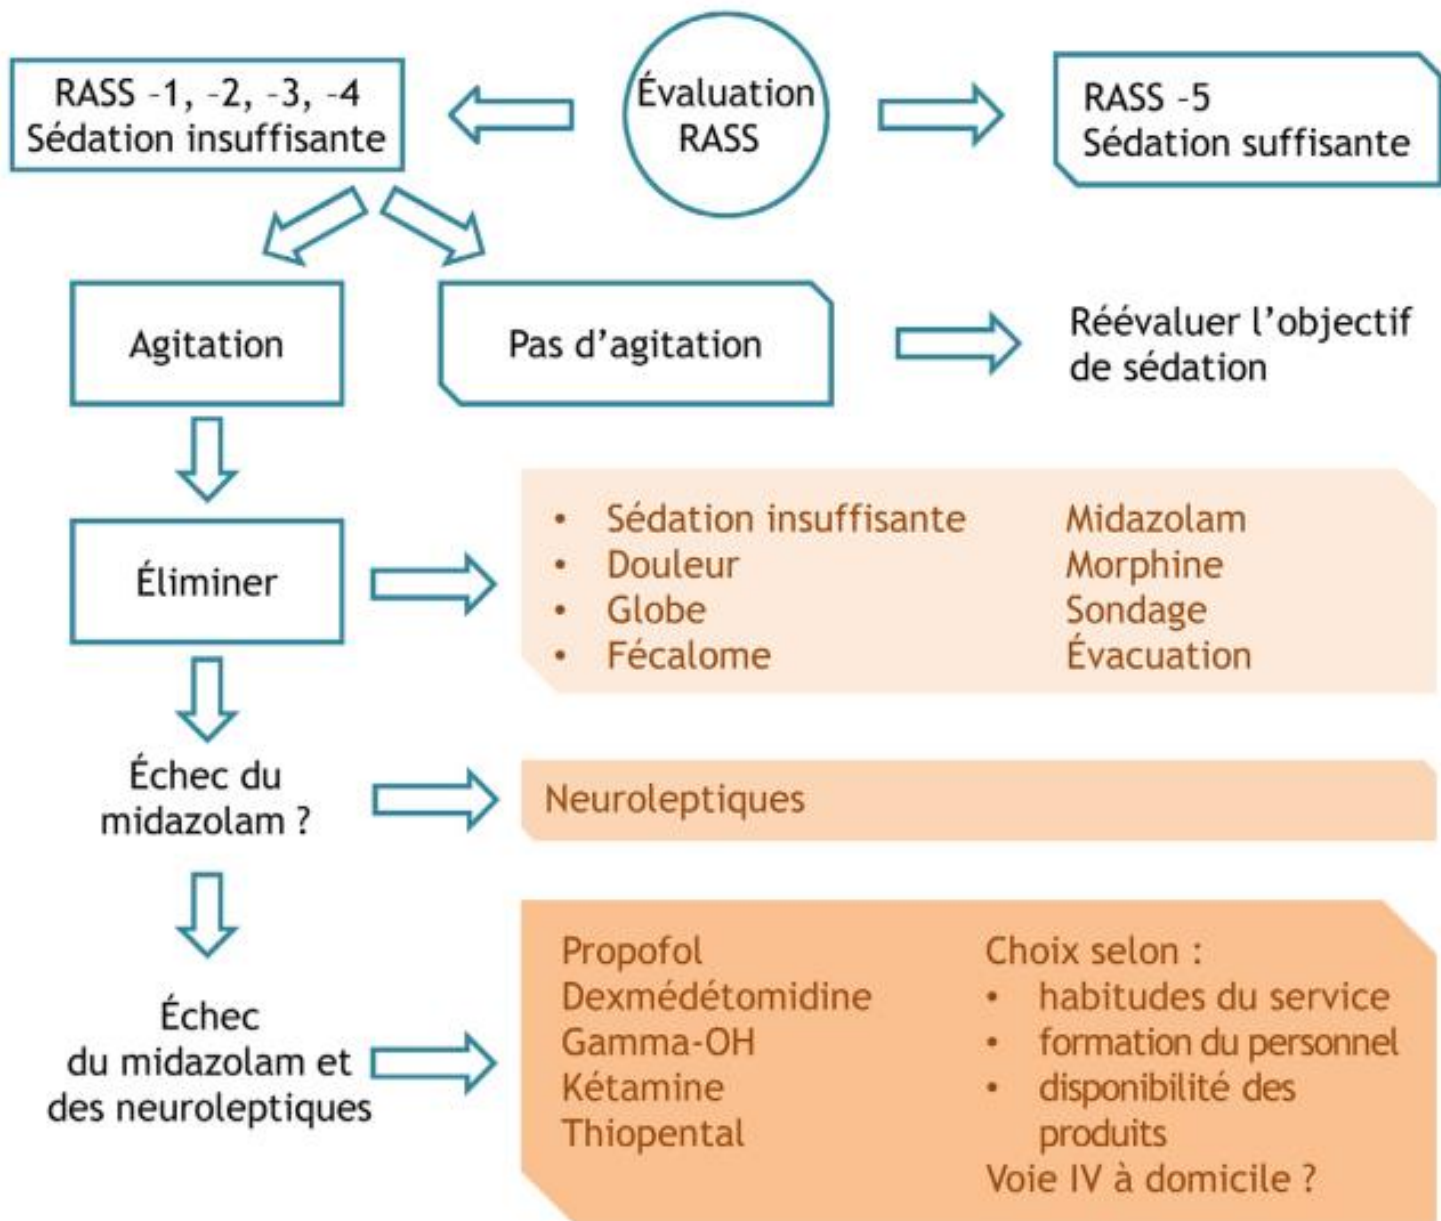 RASS –1, –2, –3, –4
Sédation insuffisante
Évaluation
RASS
RASS –5
Sédation suffisante
Agitation
Pas d’agitation
Réévaluer l’objectif
de sédation
Éliminer
• Sédation insuffisante Midazolam
• Douleur Morphine
• Globe Sondage
• Fécalome Évacuation
Échec du
midazolam ?
Neuroleptiques
Échec
du midazolam et
des neuroleptiques
Propofol
Dexmédétomidine
Gamma-OH
Kétamine
Thiopental
Choix selon :
• habitudes du service
• formation du personnel
• disponibilité des
produits
Voie IV à domicile ?